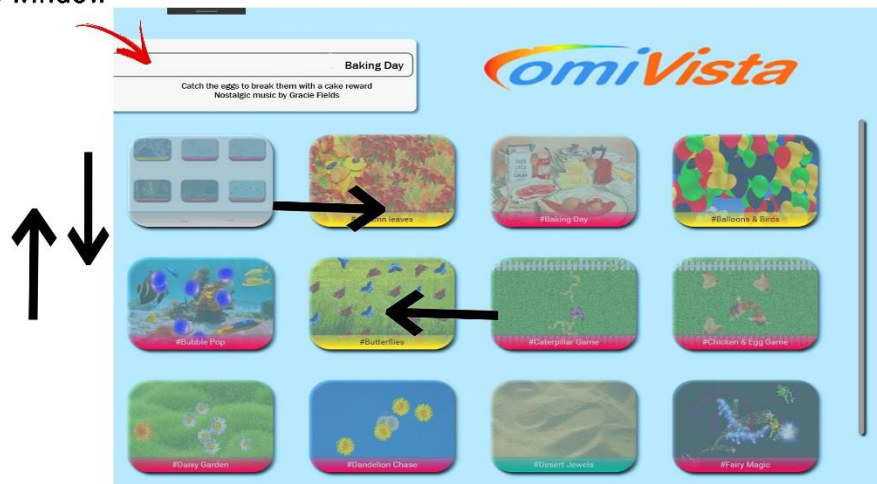 window
Baking Day
Catch the eggs to break them with a cake reward
Nostalgic music by Gracie Fields
omiVista
#Baking Day
#Balloons & Birds
#Bubble Pop
#Butterflies
#Caterpillar Game
#Chicken & Egg Game
#Daisy Garden
#Dandelion Chase
#Desert Jewels
#Fairy Magic